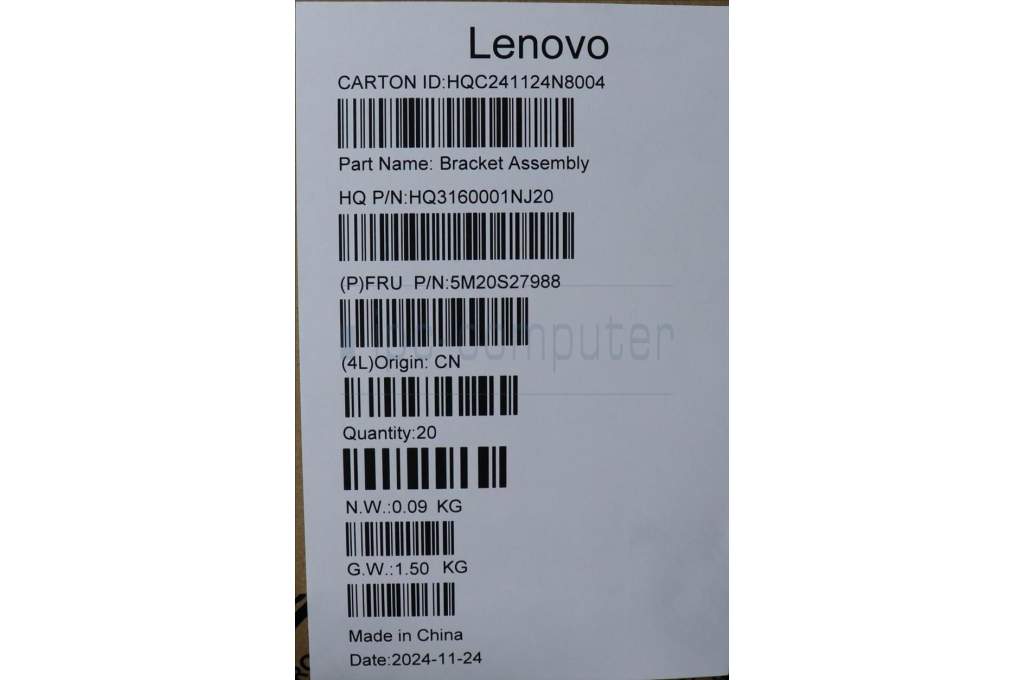 Lenovo
CARTON ID:HQC241124N8004
Part Name: Bracket Assembly
HQ P/N:HQ3160001NJ20
(P)FRU P/N:5M20S27988
computer
(4L)Origin: CN
Quantity:20
N.W.:0.09 KG
G.W.:1.50 KG
Made in China
Date:2024-11-24